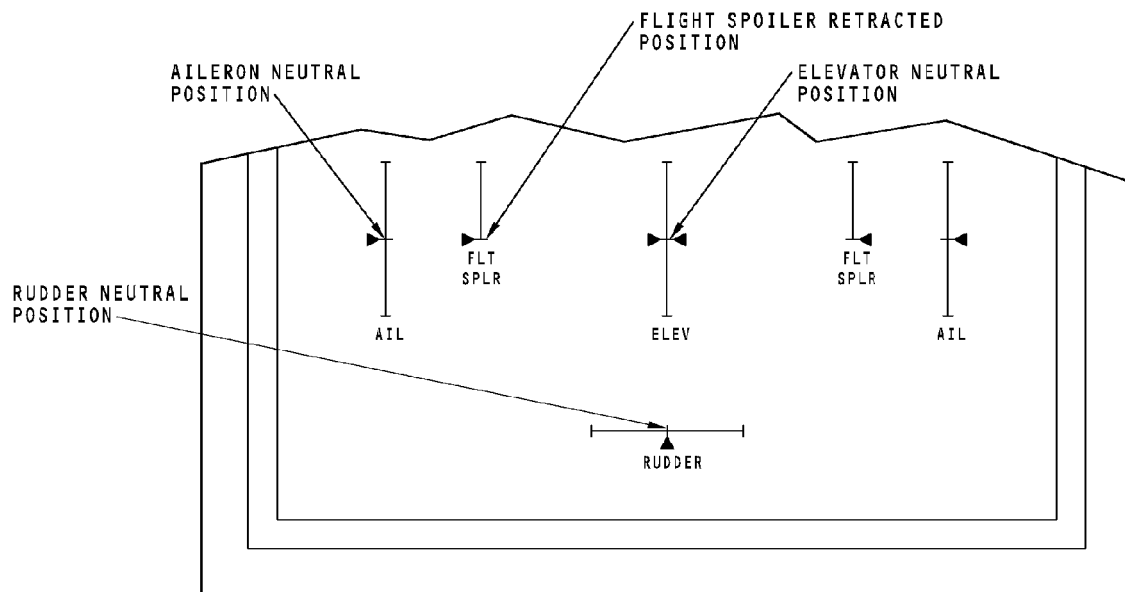 FLIGHT SPOILER RETRACTED
POSITION
AILERON NEUTRAL
POSITION
ELEVATOR NEUTRAL
POSITION
FLT
SPLR
FLT
SPLR
RUDDER NEUTRAL
POSITION
AIL
ELEV
AIL
RUDDER